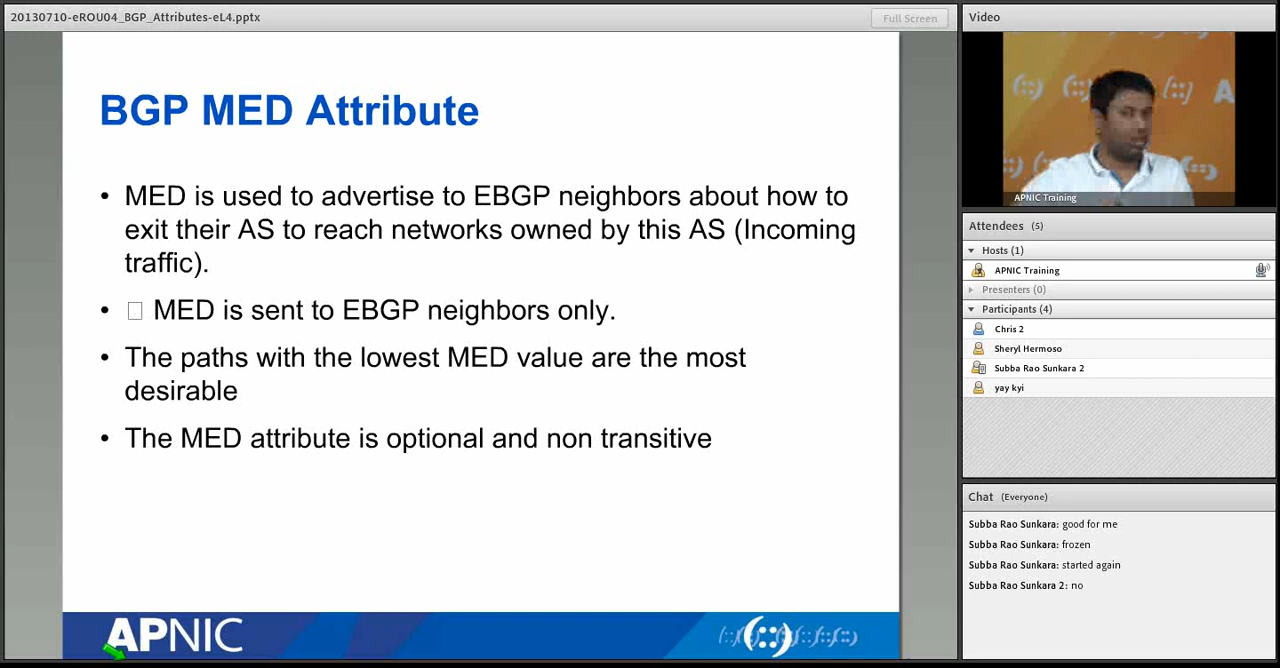 20130710-eROU04_BGP_Attributes-eL4.pptx
Full Screen
BGP MED Attribute
• MED is used to advertise to EBGP neighbors about how to
exit their AS to reach networks owned by this AS (Incoming
traffic).
• □ MED is sent to EBGP neighbors only.
• The paths with the lowest MED value are the most
desirable
• The MED attribute is optional and non transitive
APNIC
Video
AP
APNIC Training
Attendees (5)
Hosts (1)
APNIC Training
Presenters (0)
Participants (4)
Chris 2
Sheryl Hermoso
Subba Rao Sunkara 2
yay kyi
Chat (Everyone)
Subba Rao Sunkara: good for me
Subba Rao Sunkara: frozen
Subba Rao Sunkara: started again
Subba Rao Sunkara 2: no